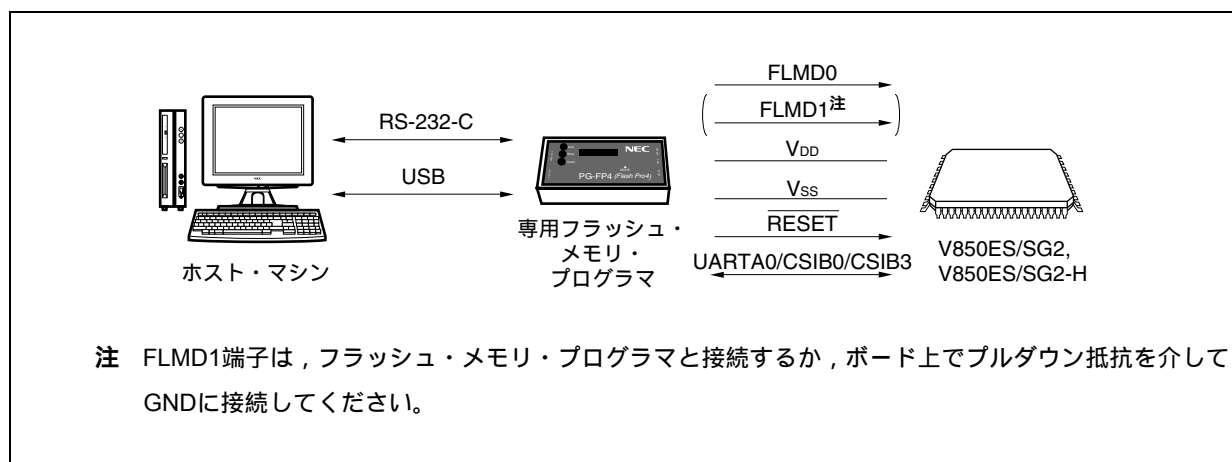 FLMD0
FLMD1注
RS-232-C
VDD
NEC
PG-FP4 (Flash Pro4)
USB
VSS
専用フラッシュ・
メモリ・
プログラマ
RESET
ホスト・マシン
UARTA0/CSIB0/CSIB3
V850ES/SG2,
V850ES/SG2-H
注 FLMD1端子は，フラッシュ・メモリ・プログラマと接続するか，ボード上でプルダウン抵抗を介して
GNDに接続してください。